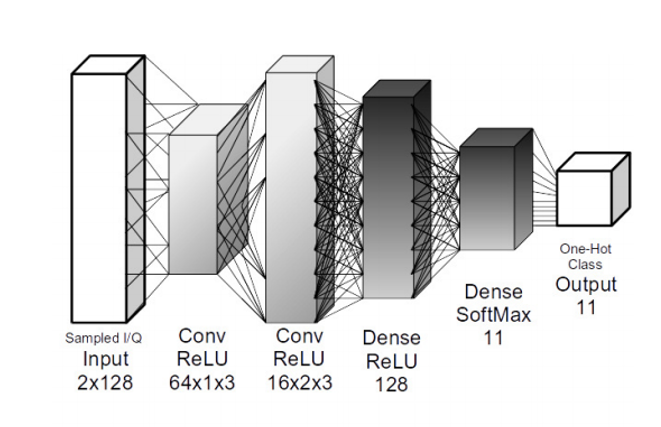 Sampled I/Q
Input
2x128
Conv
ReLU
64x1x3
Conv
ReLU
16x2x3
Dense
ReLU
128
Dense
SoftMax
11
One-Hot
Class
Output
11